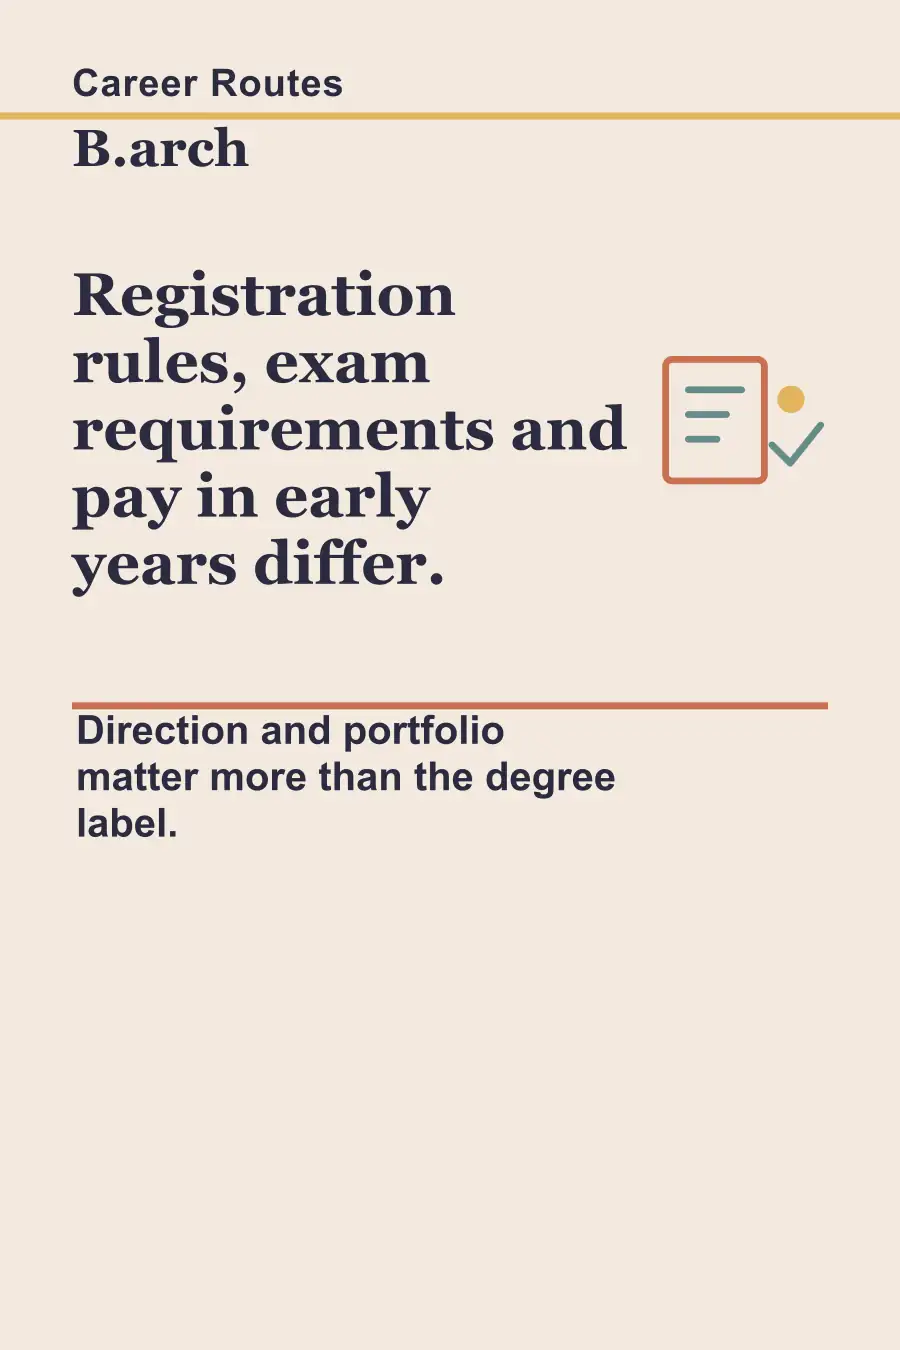 Career Routes
B.arch
Registration
rules, exam
requirements and
pay in early
years differ.
Direction and portfolio
matter more than the degree
label.